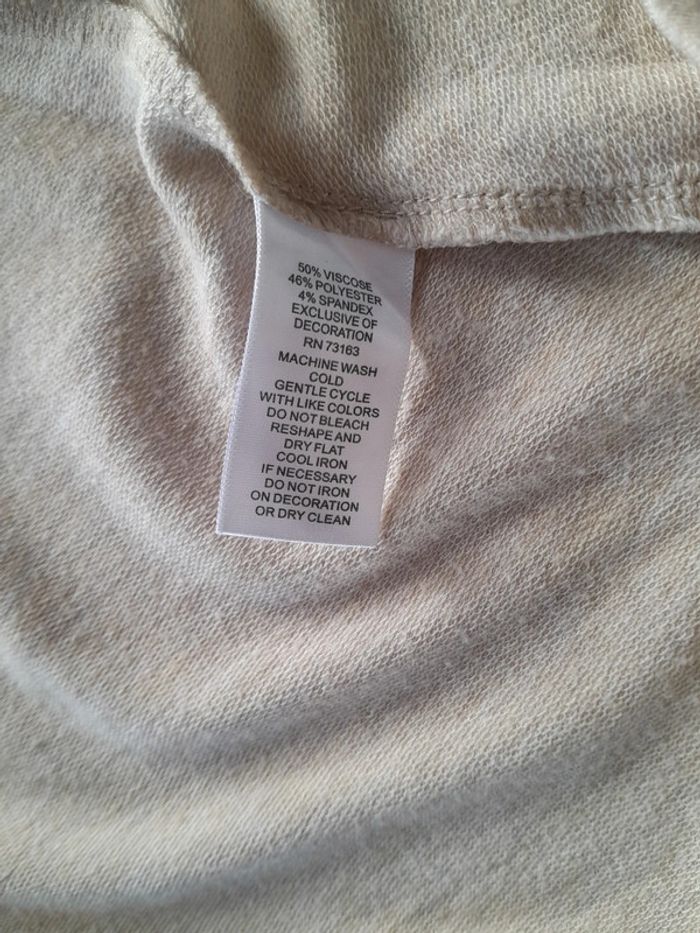 50% VISCOSE
46% POLYESTER
4% SPANDEX
EXCLUSIVE OF
DECORATION
RN 73163
MACHINE WASH
COLD
GENTLE CYCLE
WITH LIKE COLORS
DO NOT BLEACH
RESHAPE AND
DRY FLAT
COOL IRON
IF NECESSARY
DO NOT IRON
ON DECORATION
OR DRY CLEAN